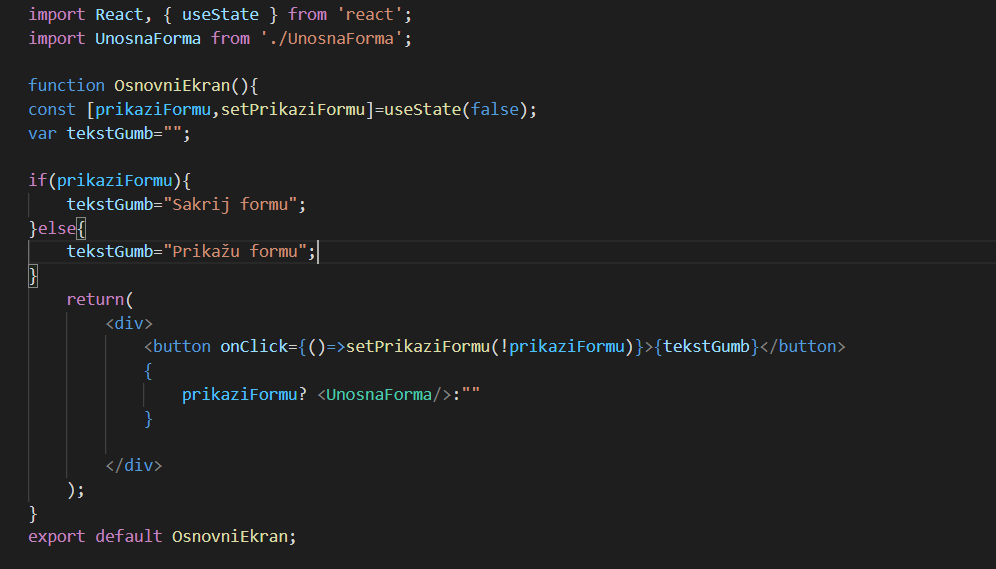 import React, { useState } from 'react';
import UnosnaForma from './UnosnaForma';
function OsnovniEkran(){
const [prikaziFormu,setPrikaziFormu]=useState(false);
var tekstGumb="";
if(prikaziFormu){
tekstGumb="Sakrij formu";
}else{
tekstGumb="Prikažu formu";
}
return(
<div>
<button onClick={()=>setPrikaziFormu(!prikaziFormu)}>{tekstGumb}</button>
{
prikaziFormu? <UnosnaForma/>:""
}
</div>
);
}
export default OsnovniEkran;